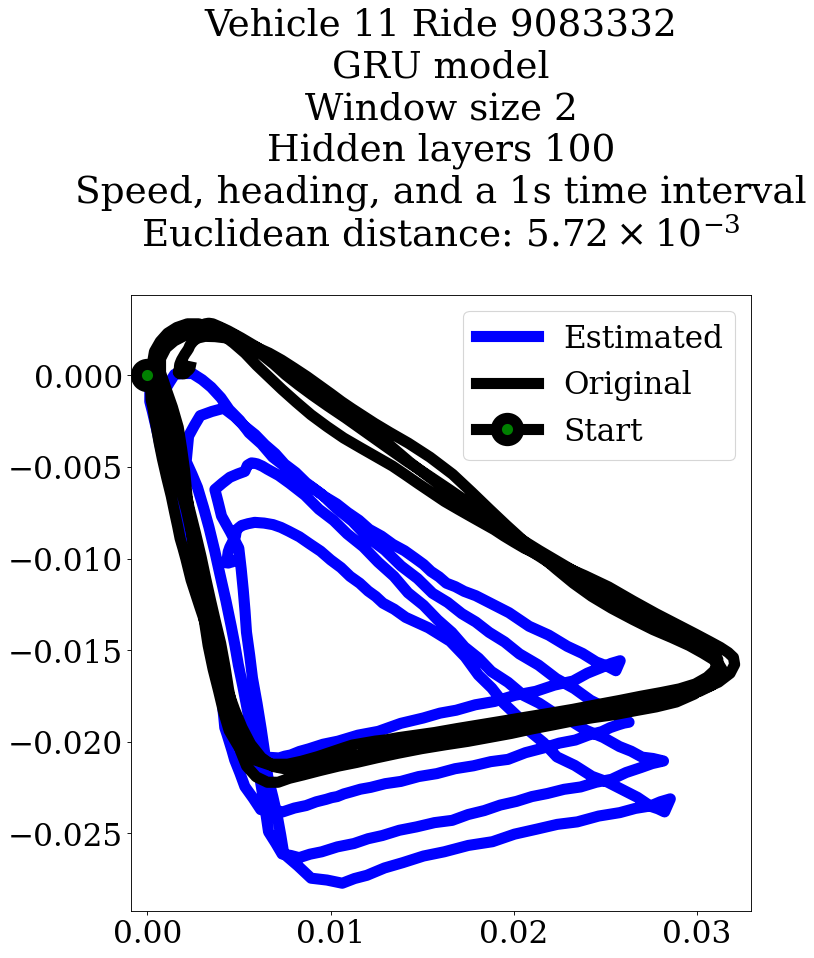 Vehicle 11 Ride 9083332
GRU model
Window size 2
Hidden layers 100
Speed, heading, and a 1s time interval
Euclidean distance: 5.72 × 10⁻³
Estimated
Original
Start
0.000
−0.005
−0.010
−0.015
−0.020
−0.025
0.00 0.01 0.02 0.03